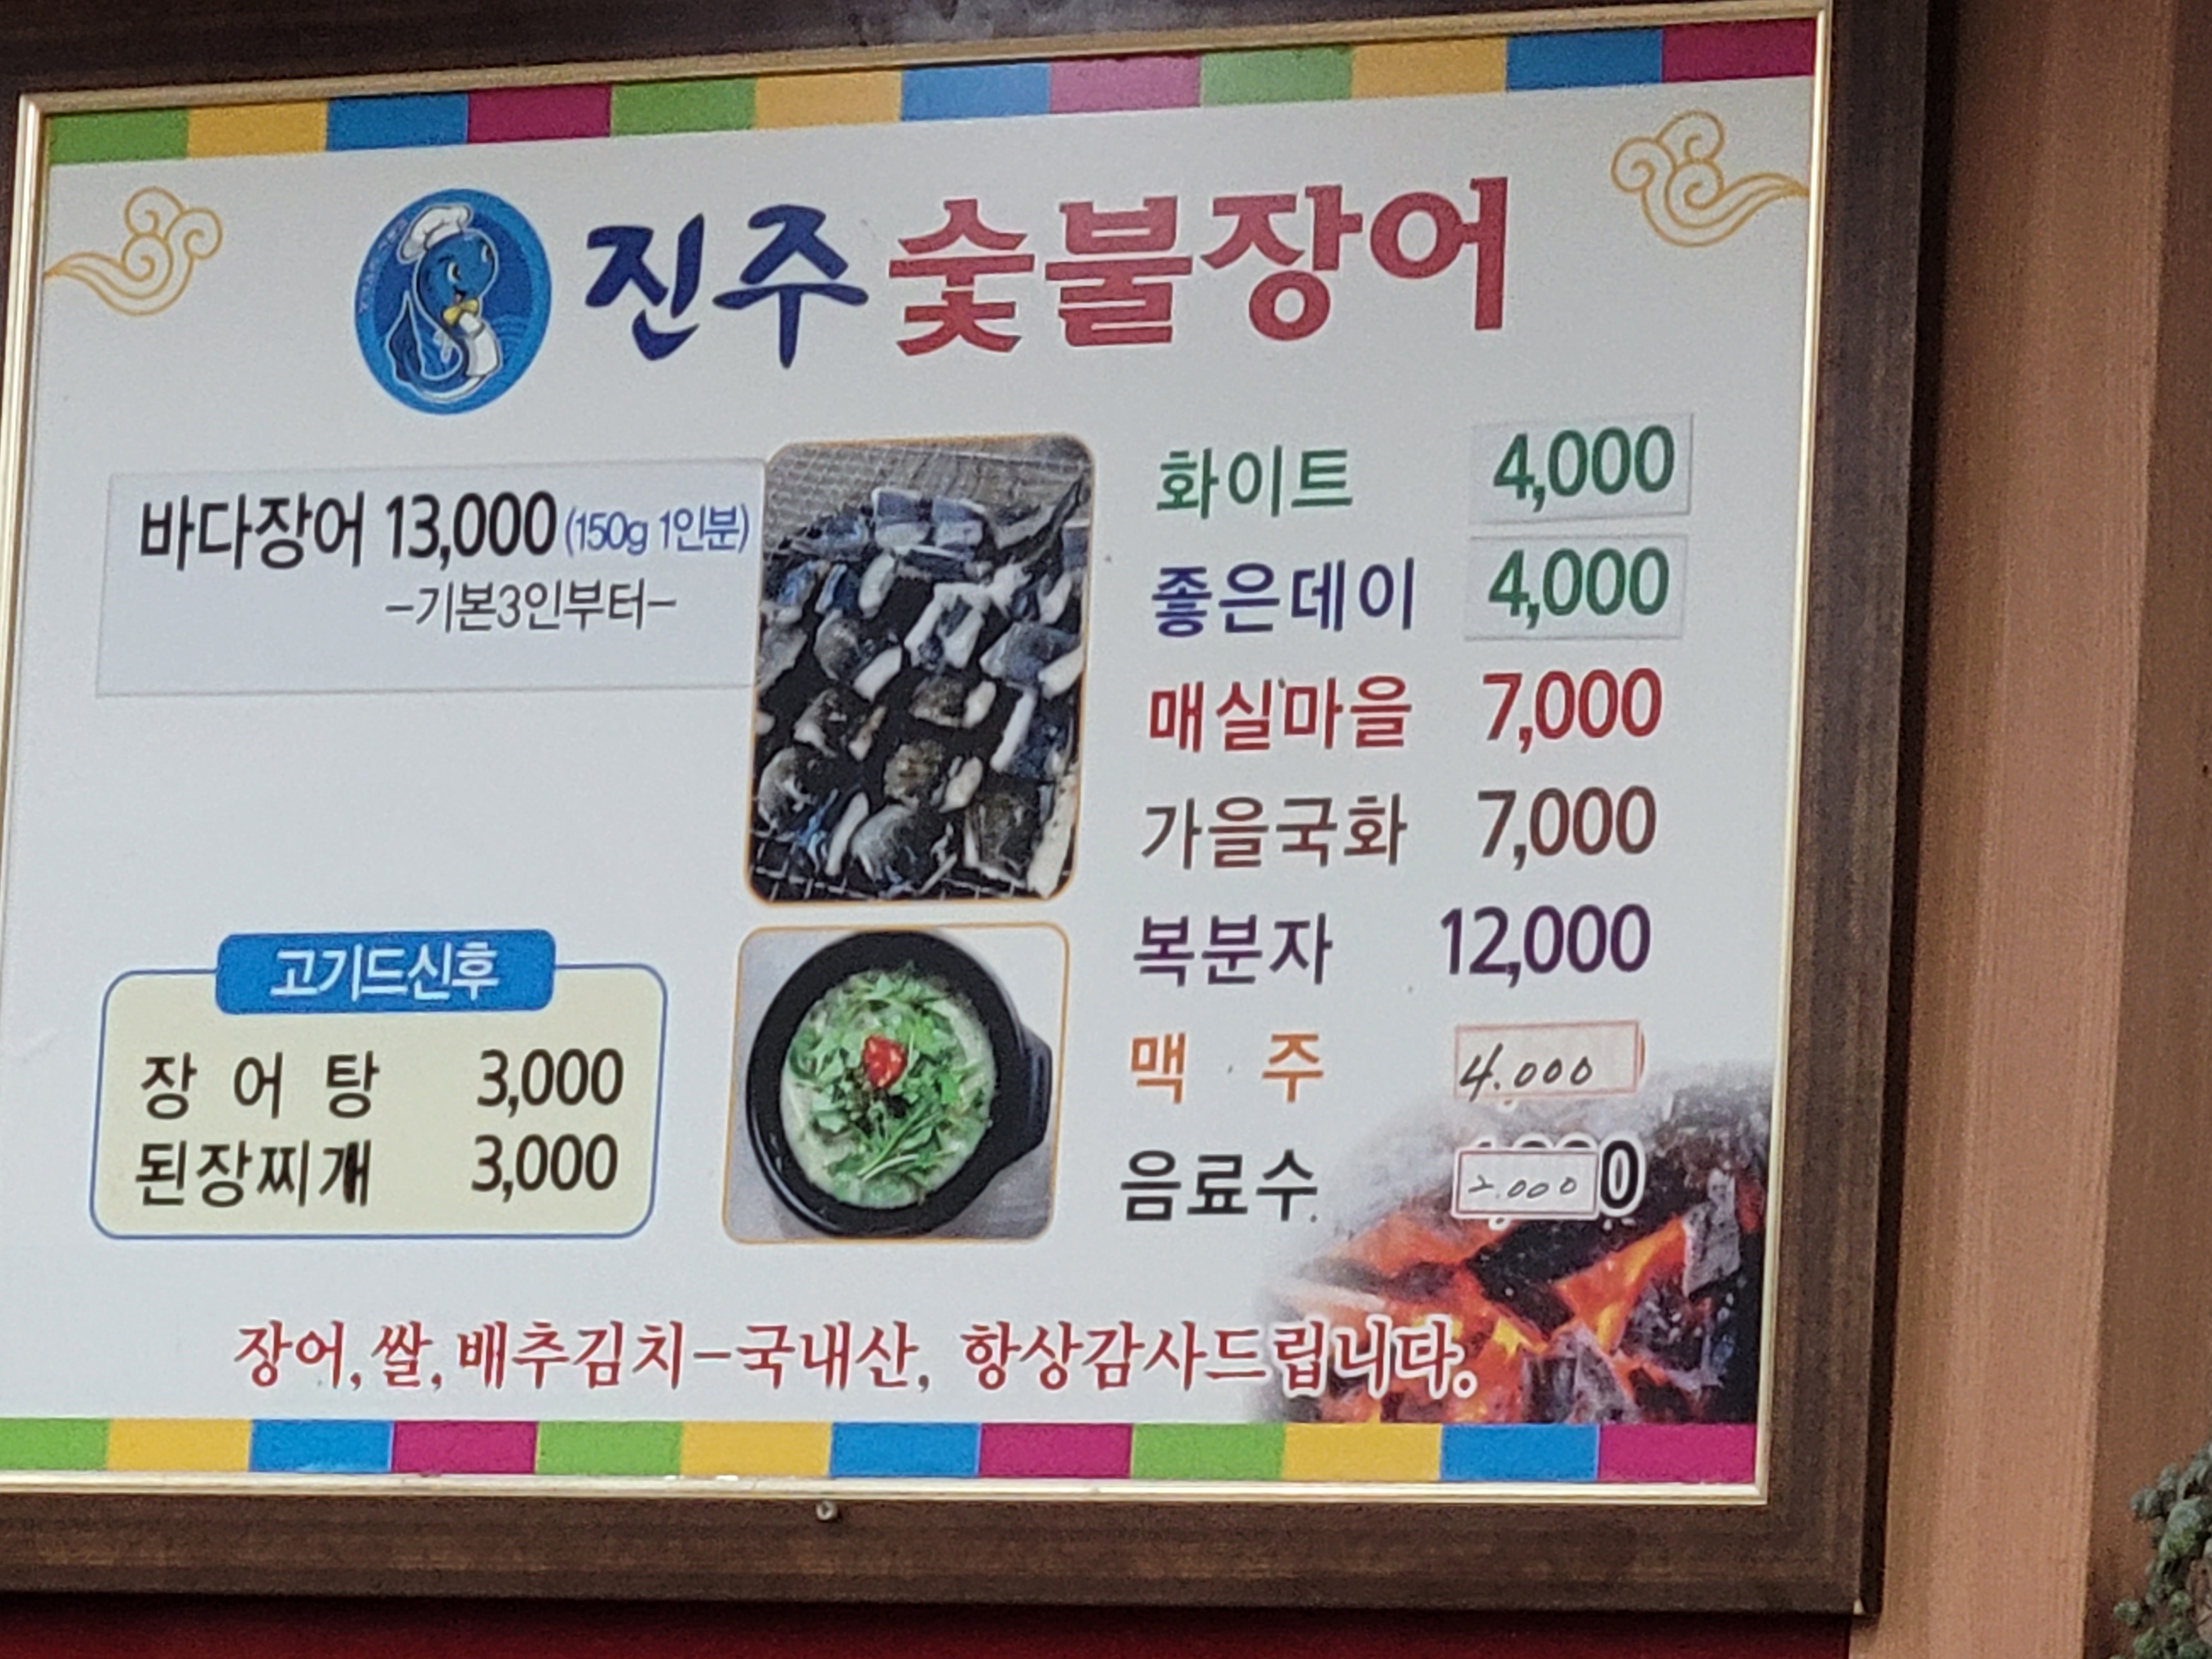 진주숯불장어
바다장어 13,000 (150g 1인분)
-기본3인부터-
고기드신후
장 어 탕 3,000
된장찌개 3,000
화이트 4,000
좋은데이 4,000
매실마을 7,000
가을국화 7,000
복분자 12,000
맥 주 4.000
음료수 2.000
장어, 쌀, 배추김치-국내산, 항상감사드립니다.